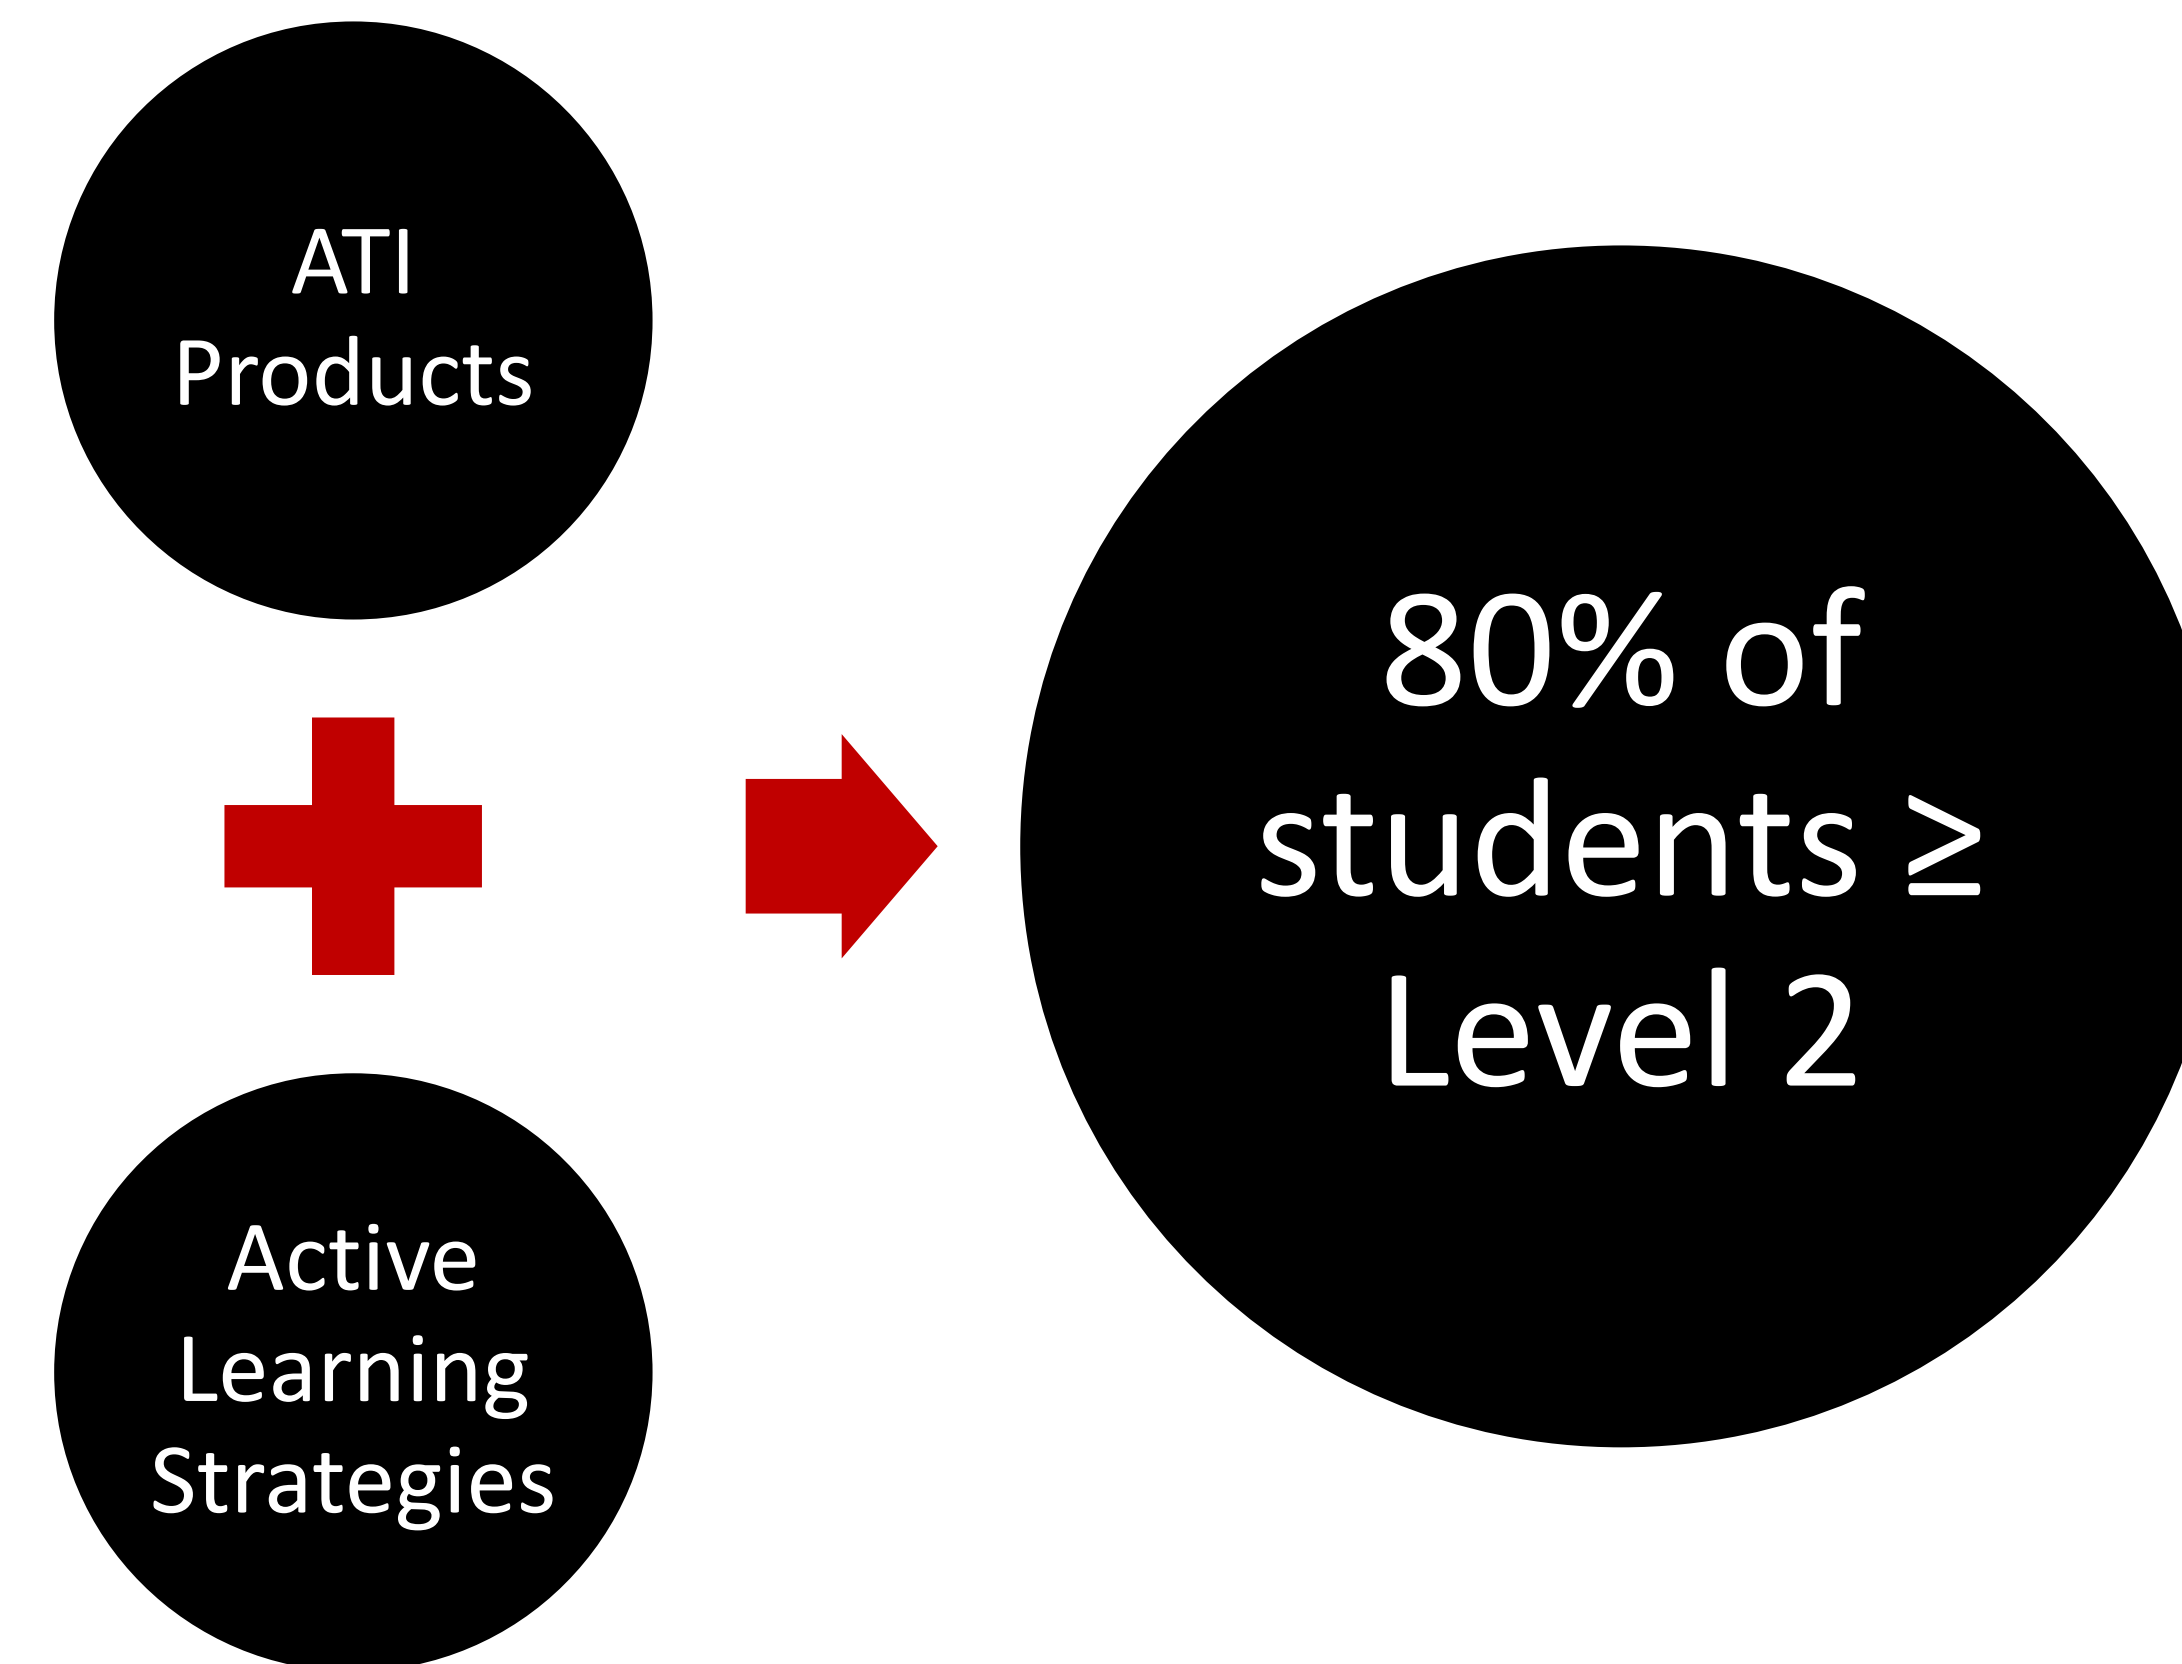 ATI
Products
Active
Learning
Strategies
80% of
students ≥
Level 2